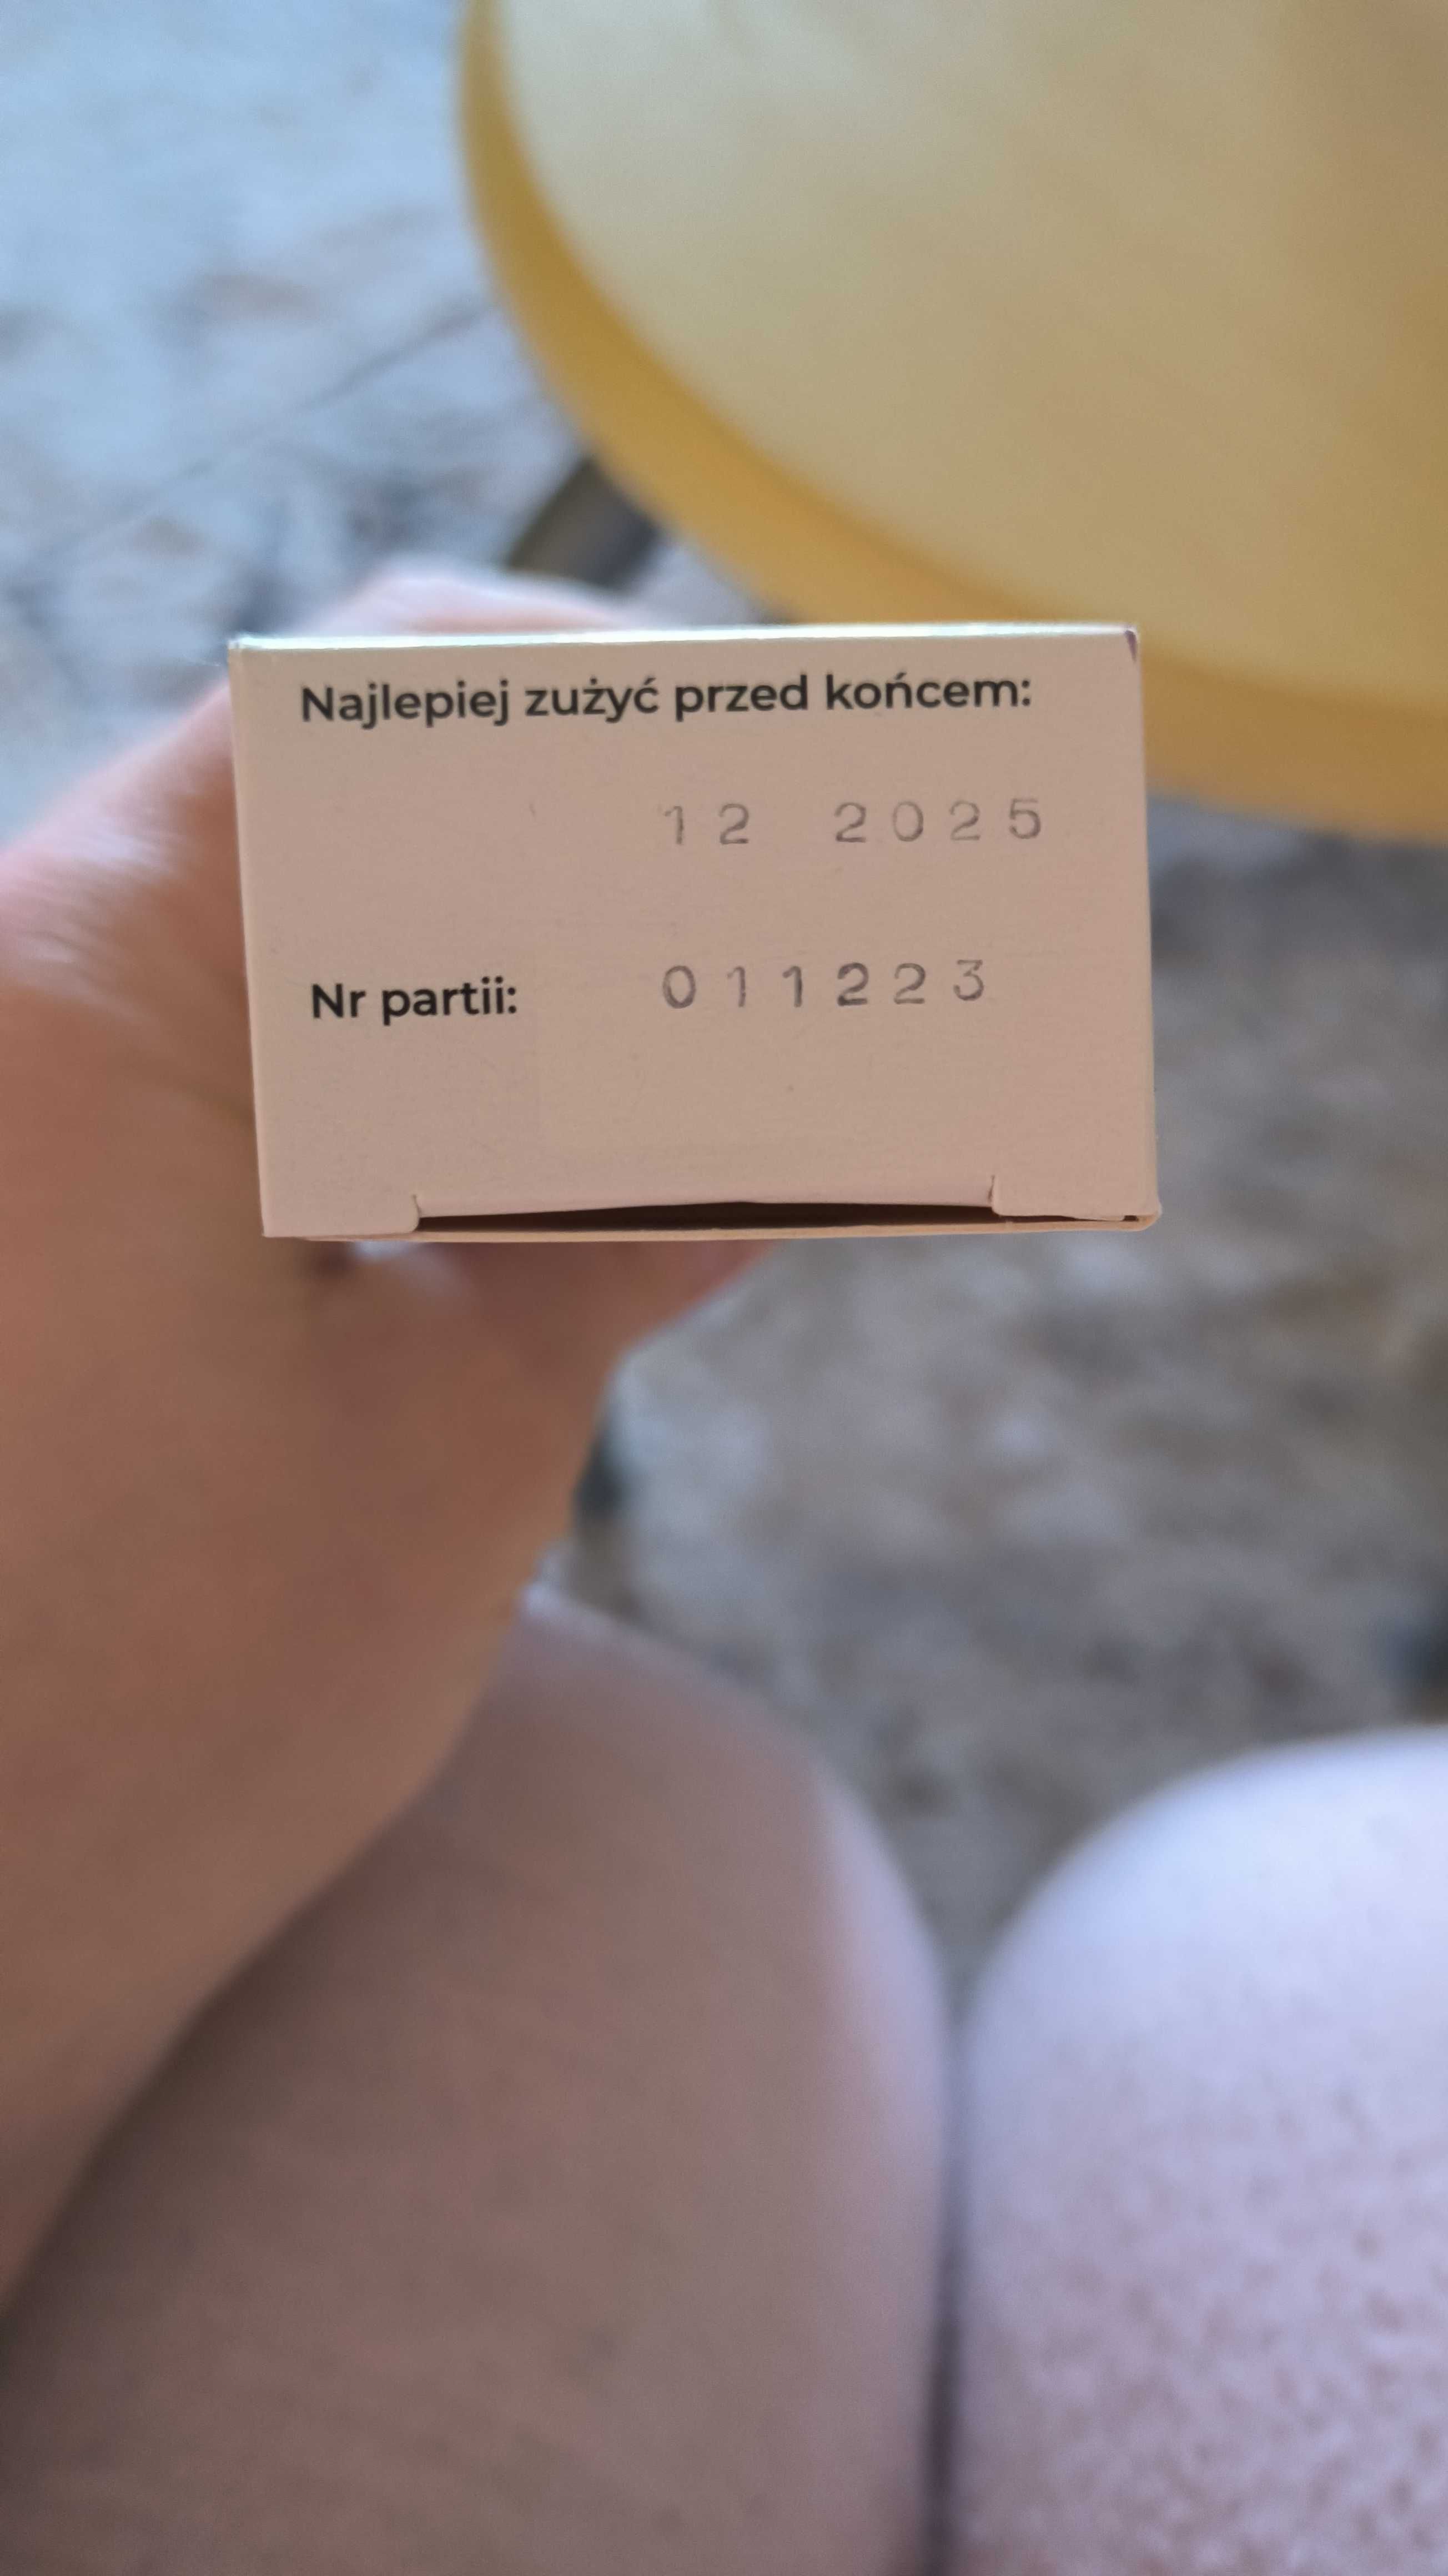 Najlepiej zużyć przed końcem:
12 2025
Nr partii: 011223